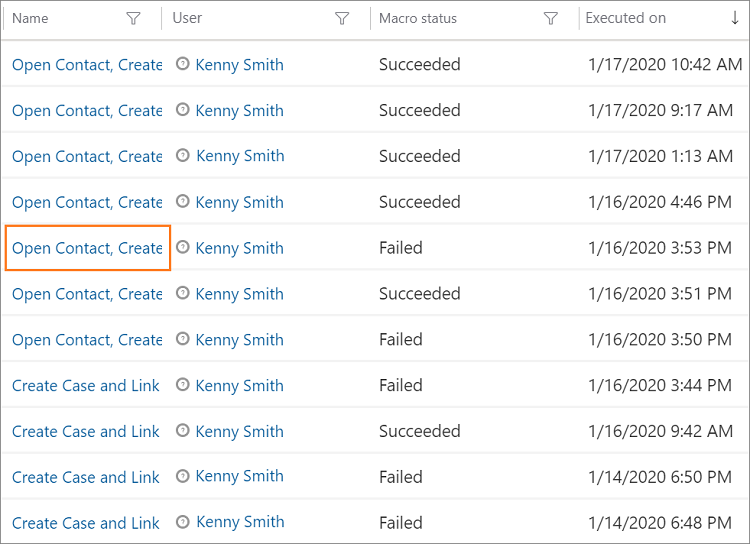 Name User Macro status Executed on
Open Contact, Create Kenny Smith Succeeded 1/17/2020 10:42 AM
Open Contact, Create Kenny Smith Succeeded 1/17/2020 9:17 AM
Open Contact, Create Kenny Smith Succeeded 1/17/2020 1:13 AM
Open Contact, Create Kenny Smith Succeeded 1/16/2020 4:46 PM
Open Contact, Create Kenny Smith Failed 1/16/2020 3:53 PM
Open Contact, Create Kenny Smith Succeeded 1/16/2020 3:51 PM
Open Contact, Create Kenny Smith Failed 1/16/2020 3:50 PM
Create Case and Link Kenny Smith Failed 1/16/2020 3:44 PM
Create Case and Link Kenny Smith Succeeded 1/16/2020 9:42 AM
Create Case and Link Kenny Smith Failed 1/14/2020 6:50 PM
Create Case and Link Kenny Smith Failed 1/14/2020 6:48 PM